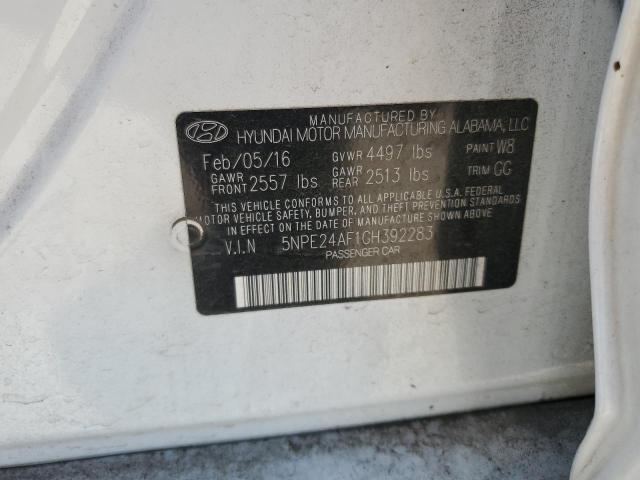 MANUFACTURED BY
HYUNDAI MOTOR MANUFACTURING ALABAMA, LLC
Feb/05/16 GVWR 4497 lbs PAINT W8
GAWR FRONT 2557 lbs GAWR REAR 2513 lbs TRIM GG
THIS VEHICLE CONFORMS TO ALL APPLICABLE U.S.A. FEDERAL
MOTOR VEHICLE SAFETY, BUMPER, AND THEFT PREVENTION STANDARDS
IN EFFECT ON THE DATE OF MANUFACTURE SHOWN ABOVE.
V.I.N 5NPE24AF1GH392283
PASSENGER CAR